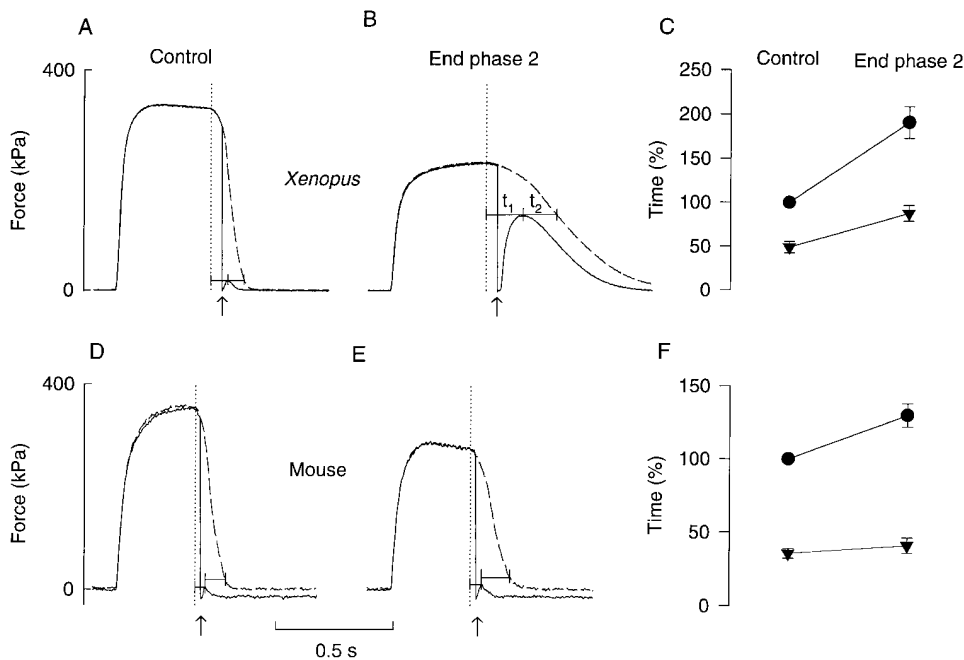 A
B
C
Control
End phase 2
Control
End phase 2
400
0
Force (kPa)
Xenopus
t1
t2
250
200
150
100
50
0
Time (%)
D
E
F
400
0
Force (kPa)
Mouse
0.5 s
150
100
50
0
Time (%)